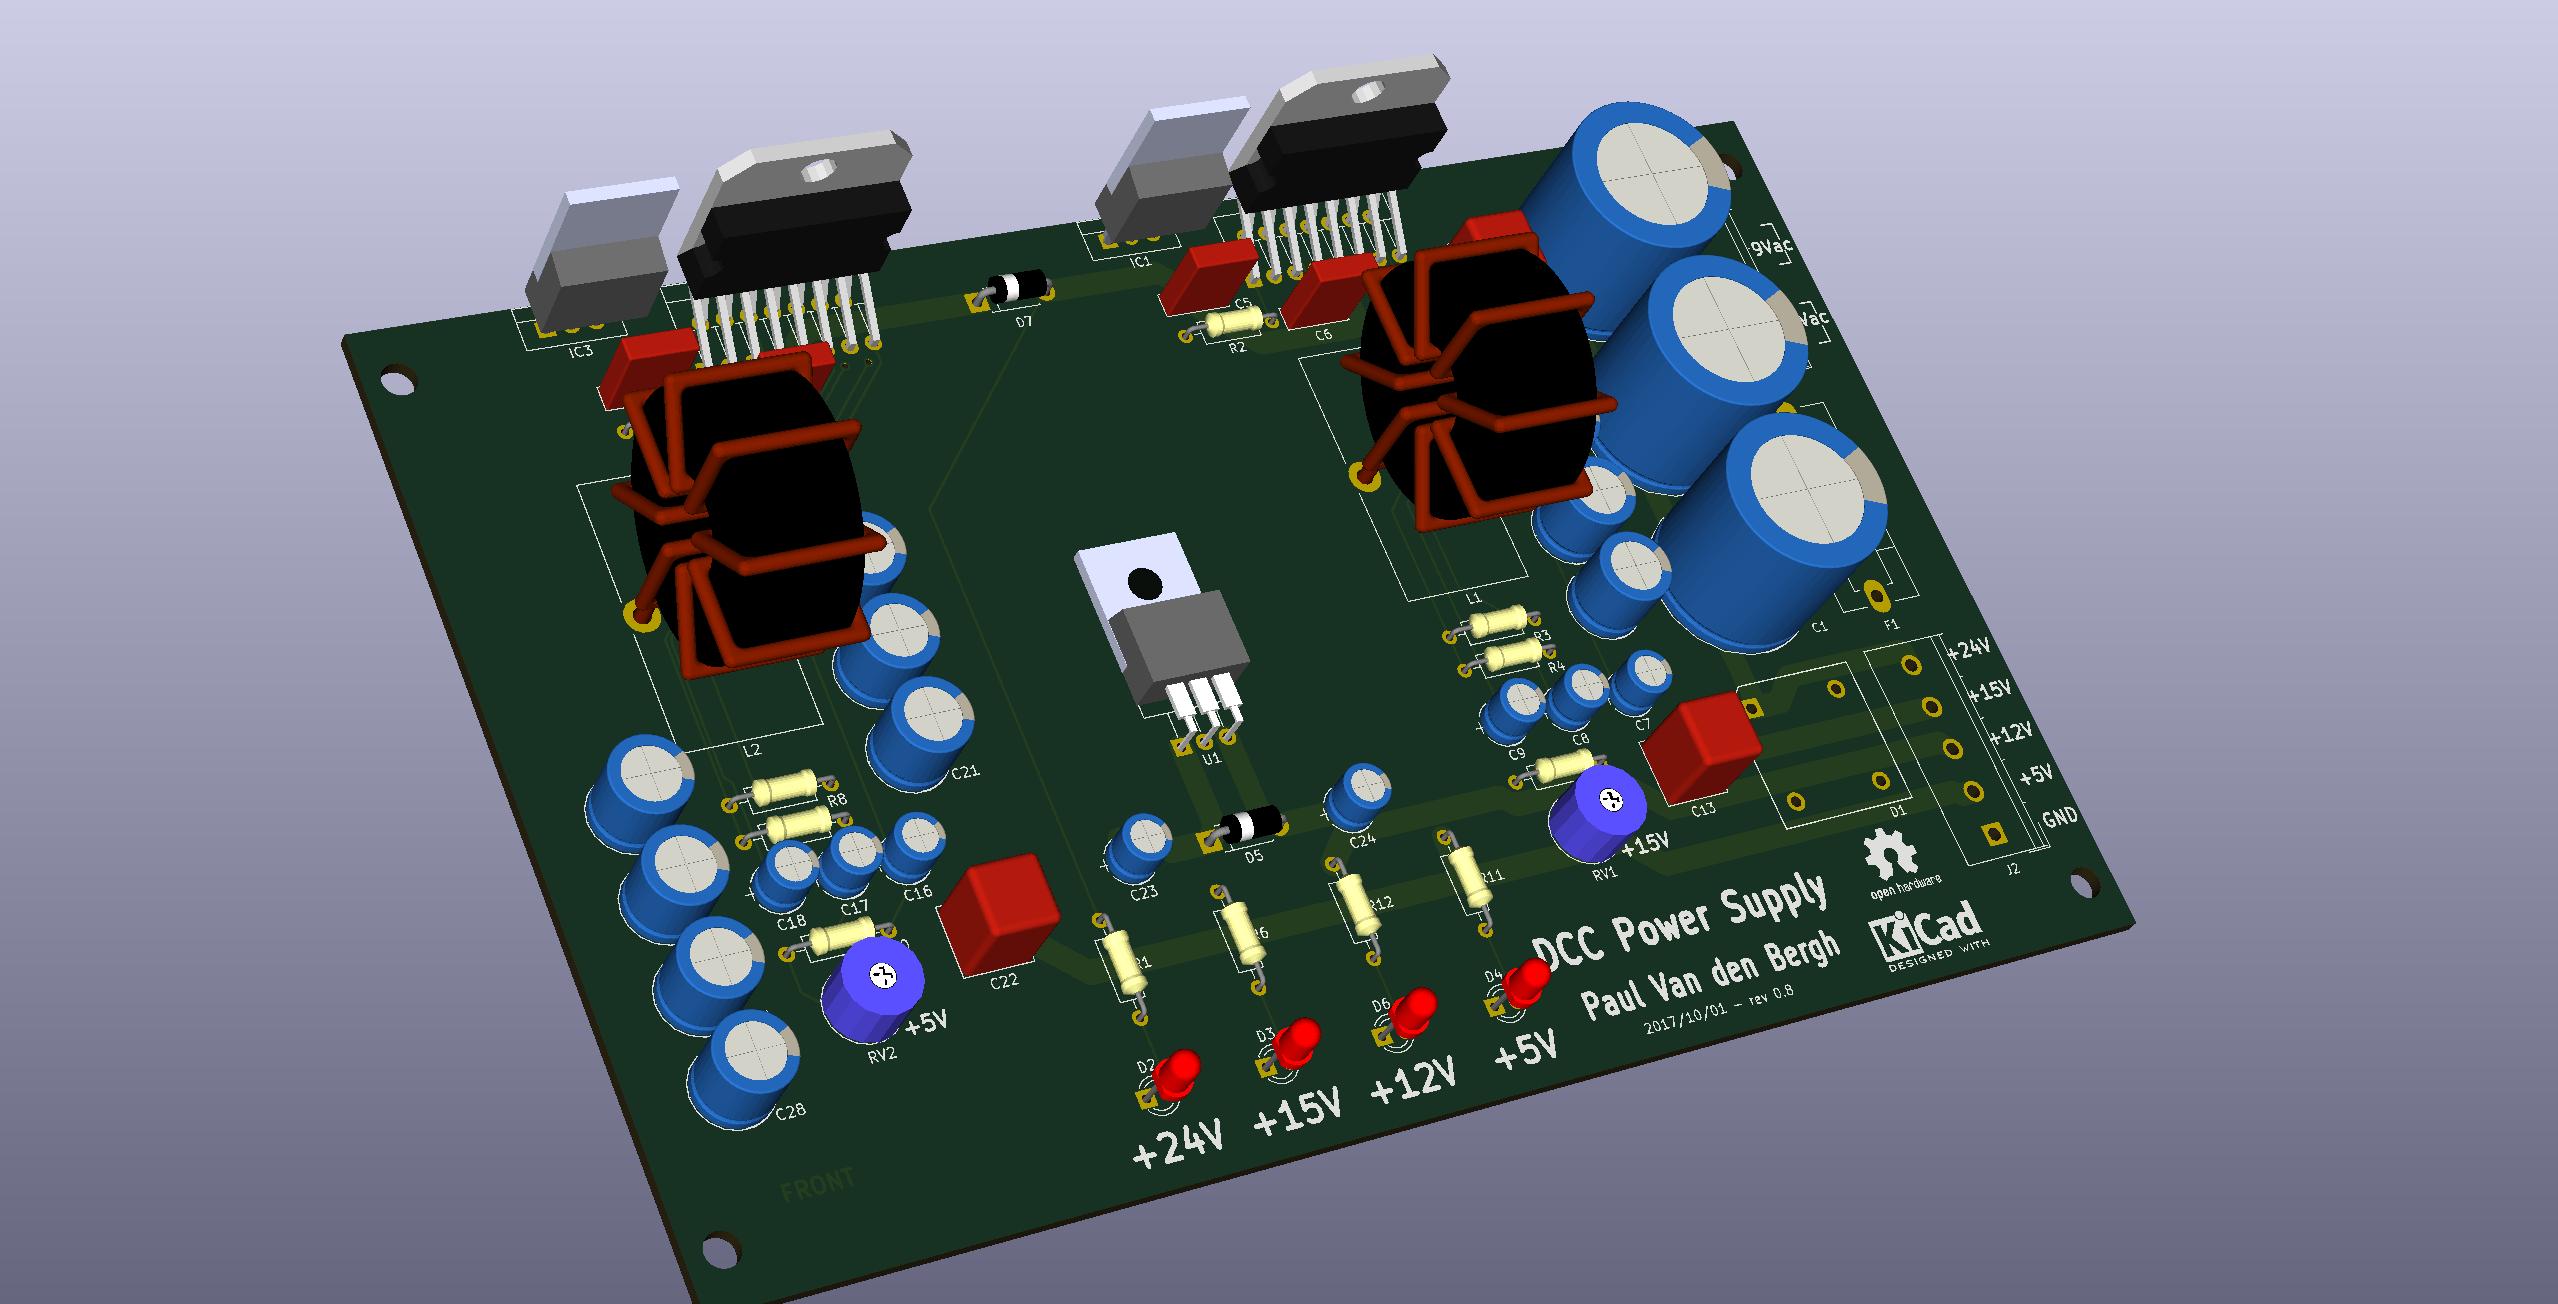 9Vac
Vac
IC1
D7
C5
IC3
R2
C6
L1
R3
R4
C1
F1
+24V
+15V
+12V
+5V
GND
C7
C8
C9
U1
L2
C21
R8
C13
D1
J2
C24
D5
C23
+15V
RV1
C16
C17
C18
C22
+5V
RV2
R1
R6
R12
R11
open hardware
DCC Power Supply
KiCad
DESIGNED WITH
Paul Van den Bergh
2017/10/01 - rev 0.8
D4
D6
D3
D2
C28
+24V
+15V
+12V
+5V
FRONT